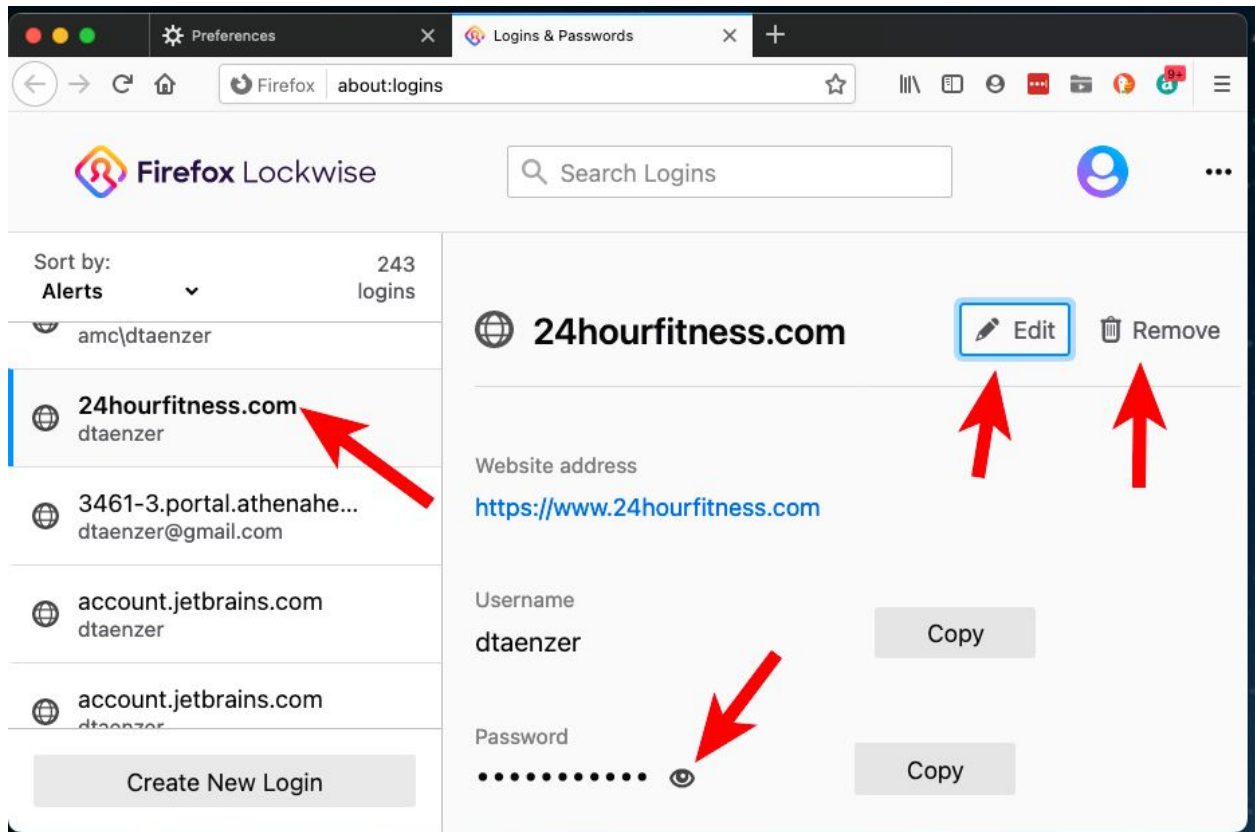 Preferences
Logins & Passwords
Firefox about:logins
9+
Firefox Lockwise
Search Logins
Sort by:
Alerts
243
logins
amc\dtaenzer
24hourfitness.com
dtaenzer
3461-3.portal.athenahe...
dtaenzer@gmail.com
account.jetbrains.com
dtaenzer
account.jetbrains.com
dtaenzer
Create New Login
24hourfitness.com
Edit
Remove
Website address
https://www.24hourfitness.com
Username
dtaenzer
Copy
Password
•••••••••••
Copy